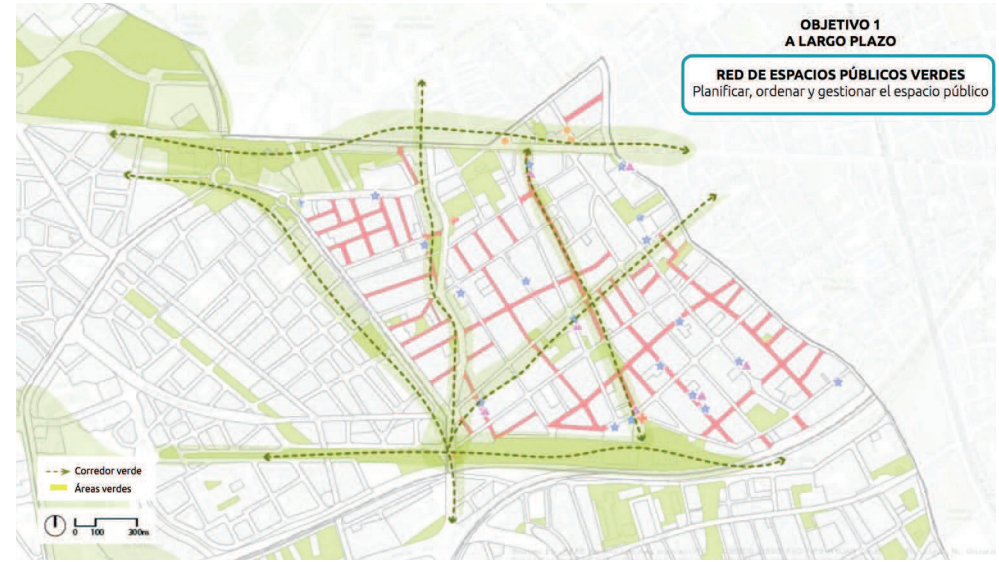 OBJETIVO 1
A LARGO PLAZO
RED DE ESPACIOS PÚBLICOS VERDES
Planificar, ordenar y gestionar el espacio público
Corredor verde
Áreas verdes
0 100 300m